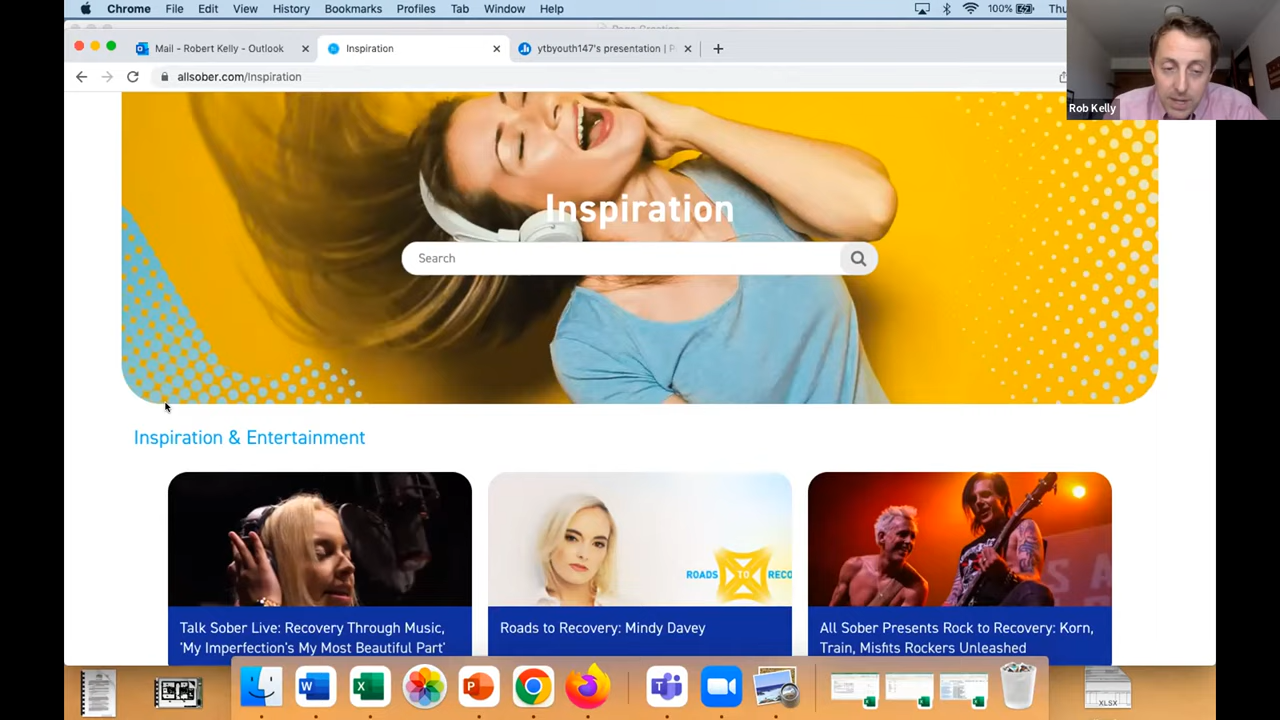 Chrome File Edit View History Bookmarks Profiles Tab Window Help 100% Thu
Rob Kelly
Mail - Robert Kelly - Outlook
Inspiration
ytbyouth147's presentation |
allsober.com/Inspiration
Inspiration
Search
Inspiration & Entertainment
ROADS TO RECO
Talk Sober Live: Recovery Through Music,
'My Imperfection's My Most Beautiful Part'
Roads to Recovery: Mindy Davey
All Sober Presents Rock to Recovery: Korn,
Train, Misfits Rockers Unleashed
XLSX